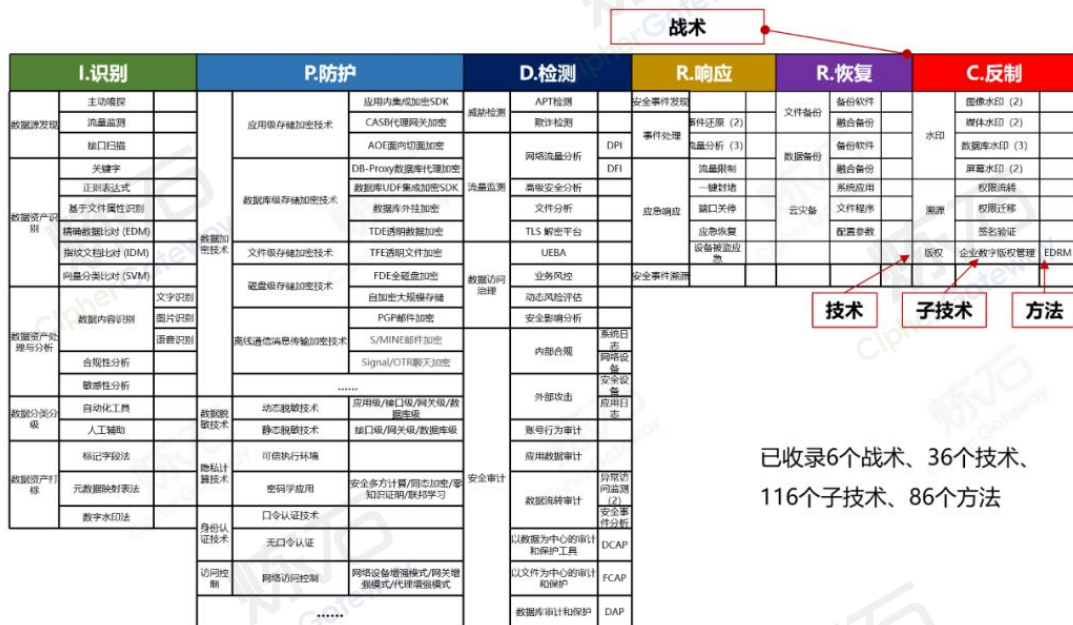 战术
I.识别 P.防护 D.检测 R.响应 R.恢复 C.反制
数据源发现
主动嗅探
流量监测
接口扫描
数据资产识别
关键字
正则表达式
基于文件属性识别
精确数据比对 (EDM)
指纹文档比对 (IDM)
向量分类比对 (SVM)
数据资产处理与分析
数据内容识别
文字识别
图片识别
语音识别
合规性分析
敏感性分析
数据分类分级
自动化工具
人工辅助
数据资产打标
标记字段法
元数据映射表法
数字水印法
数据加密技术
应用级存储加密技术
应用内集成加密SDK
CASB代理网关加密
AOE面向切面加密
数据库级存储加密技术
DB-Proxy数据库代理加密
数据库UDF集成加密SDK
数据库外挂加密
TDE透明数据加密
文件级存储加密技术
TFE透明文件加密
磁盘级存储加密技术
FDE全磁盘加密
自加密大规模存储
离线通信消息传输加密技术
PGP邮件加密
S/MINE邮件加密
Signal/OTR聊天加密
......
数据脱敏技术
动态脱敏技术
应用级/接口级/网关级/数据库级
静态脱敏技术
接口级/网关级/数据库级
隐私计算技术
可信执行环境
密码学应用
安全多方计算/同态加密/零知识证明/联邦学习
身份认证技术
口令认证技术
无口令认证
访问控制
网络访问控制
网络设备增强模式/网关增强模式/代理增强模式
......
威胁检测
APT检测
欺诈检测
流量监测
网络流量分析
DPI
DFI
高级安全分析
文件分析
TLS 解密平台
数据访问治理
UEBA
业务风控
动态风险评估
安全影响分析
安全审计
内部合规
系统日志
网络设备
外部攻击
安全设备
应用日志
账号行为审计
应用数据审计
数据流转审计
异常访问监测 (2)
安全事件分析
以数据为中心的审计和保护工具
DCAP
以文件为中心的审计和保护
FCAP
数据库审计和保护
DAP
安全事件发现
事件处理
事件还原 (2)
流量分析 (3)
应急响应
流量限制
一键封堵
端口关停
应急恢复
设备被盗应急
安全事件溯源
文件备份
备份软件
融合备份
数据备份
备份软件
融合备份
云灾备
系统应用
文件程序
配置参数
水印
图像水印 (2)
媒体水印 (2)
数据库水印 (3)
屏幕水印 (2)
溯源
权限流转
权限迁移
签名验证
版权
企业数字版权管理
EDRM
技术
子技术
方法
已收录6个战术、36个技术、
116个子技术、86个方法
炼石
CipherGateway